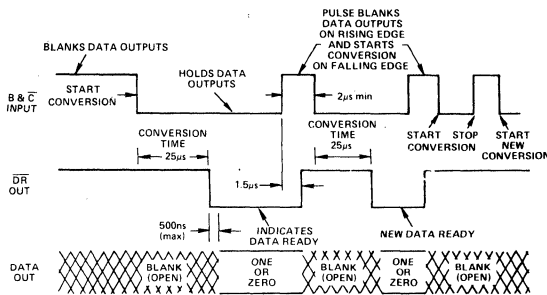 PULSE BLANKS
DATA OUTPUTS
ON RISING EDGE
AND STARTS
CONVERSION
ON FALLING EDGE
BLANKS DATA OUTPUTS
HOLDS DATA
OUTPUTS
START
CONVERSION
B & C̅
INPUT
2μs min
CONVERSION
TIME
25μs
CONVERSION
TIME
25μs
START
CONVERSION
STOP
START
NEW
CONVERSION
D̅R̅
OUT
1.5μs
500ns
(max)
INDICATES
DATA READY
NEW DATA READY
DATA
OUT
BLANK
(OPEN)
ONE
OR
ZERO
BLANK
(OPEN)
ONE
OR
ZERO
BLANK
(OPEN)